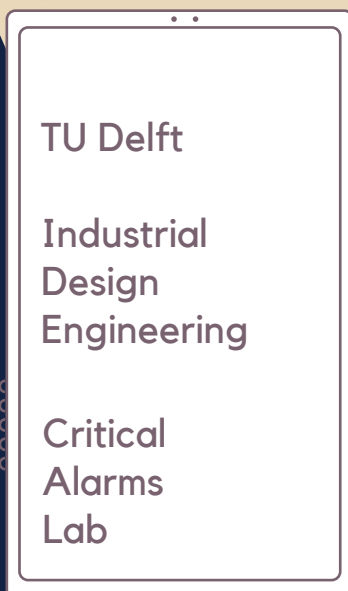 TU Delft
Industrial
Design
Engineering
Critical
Alarms
Lab